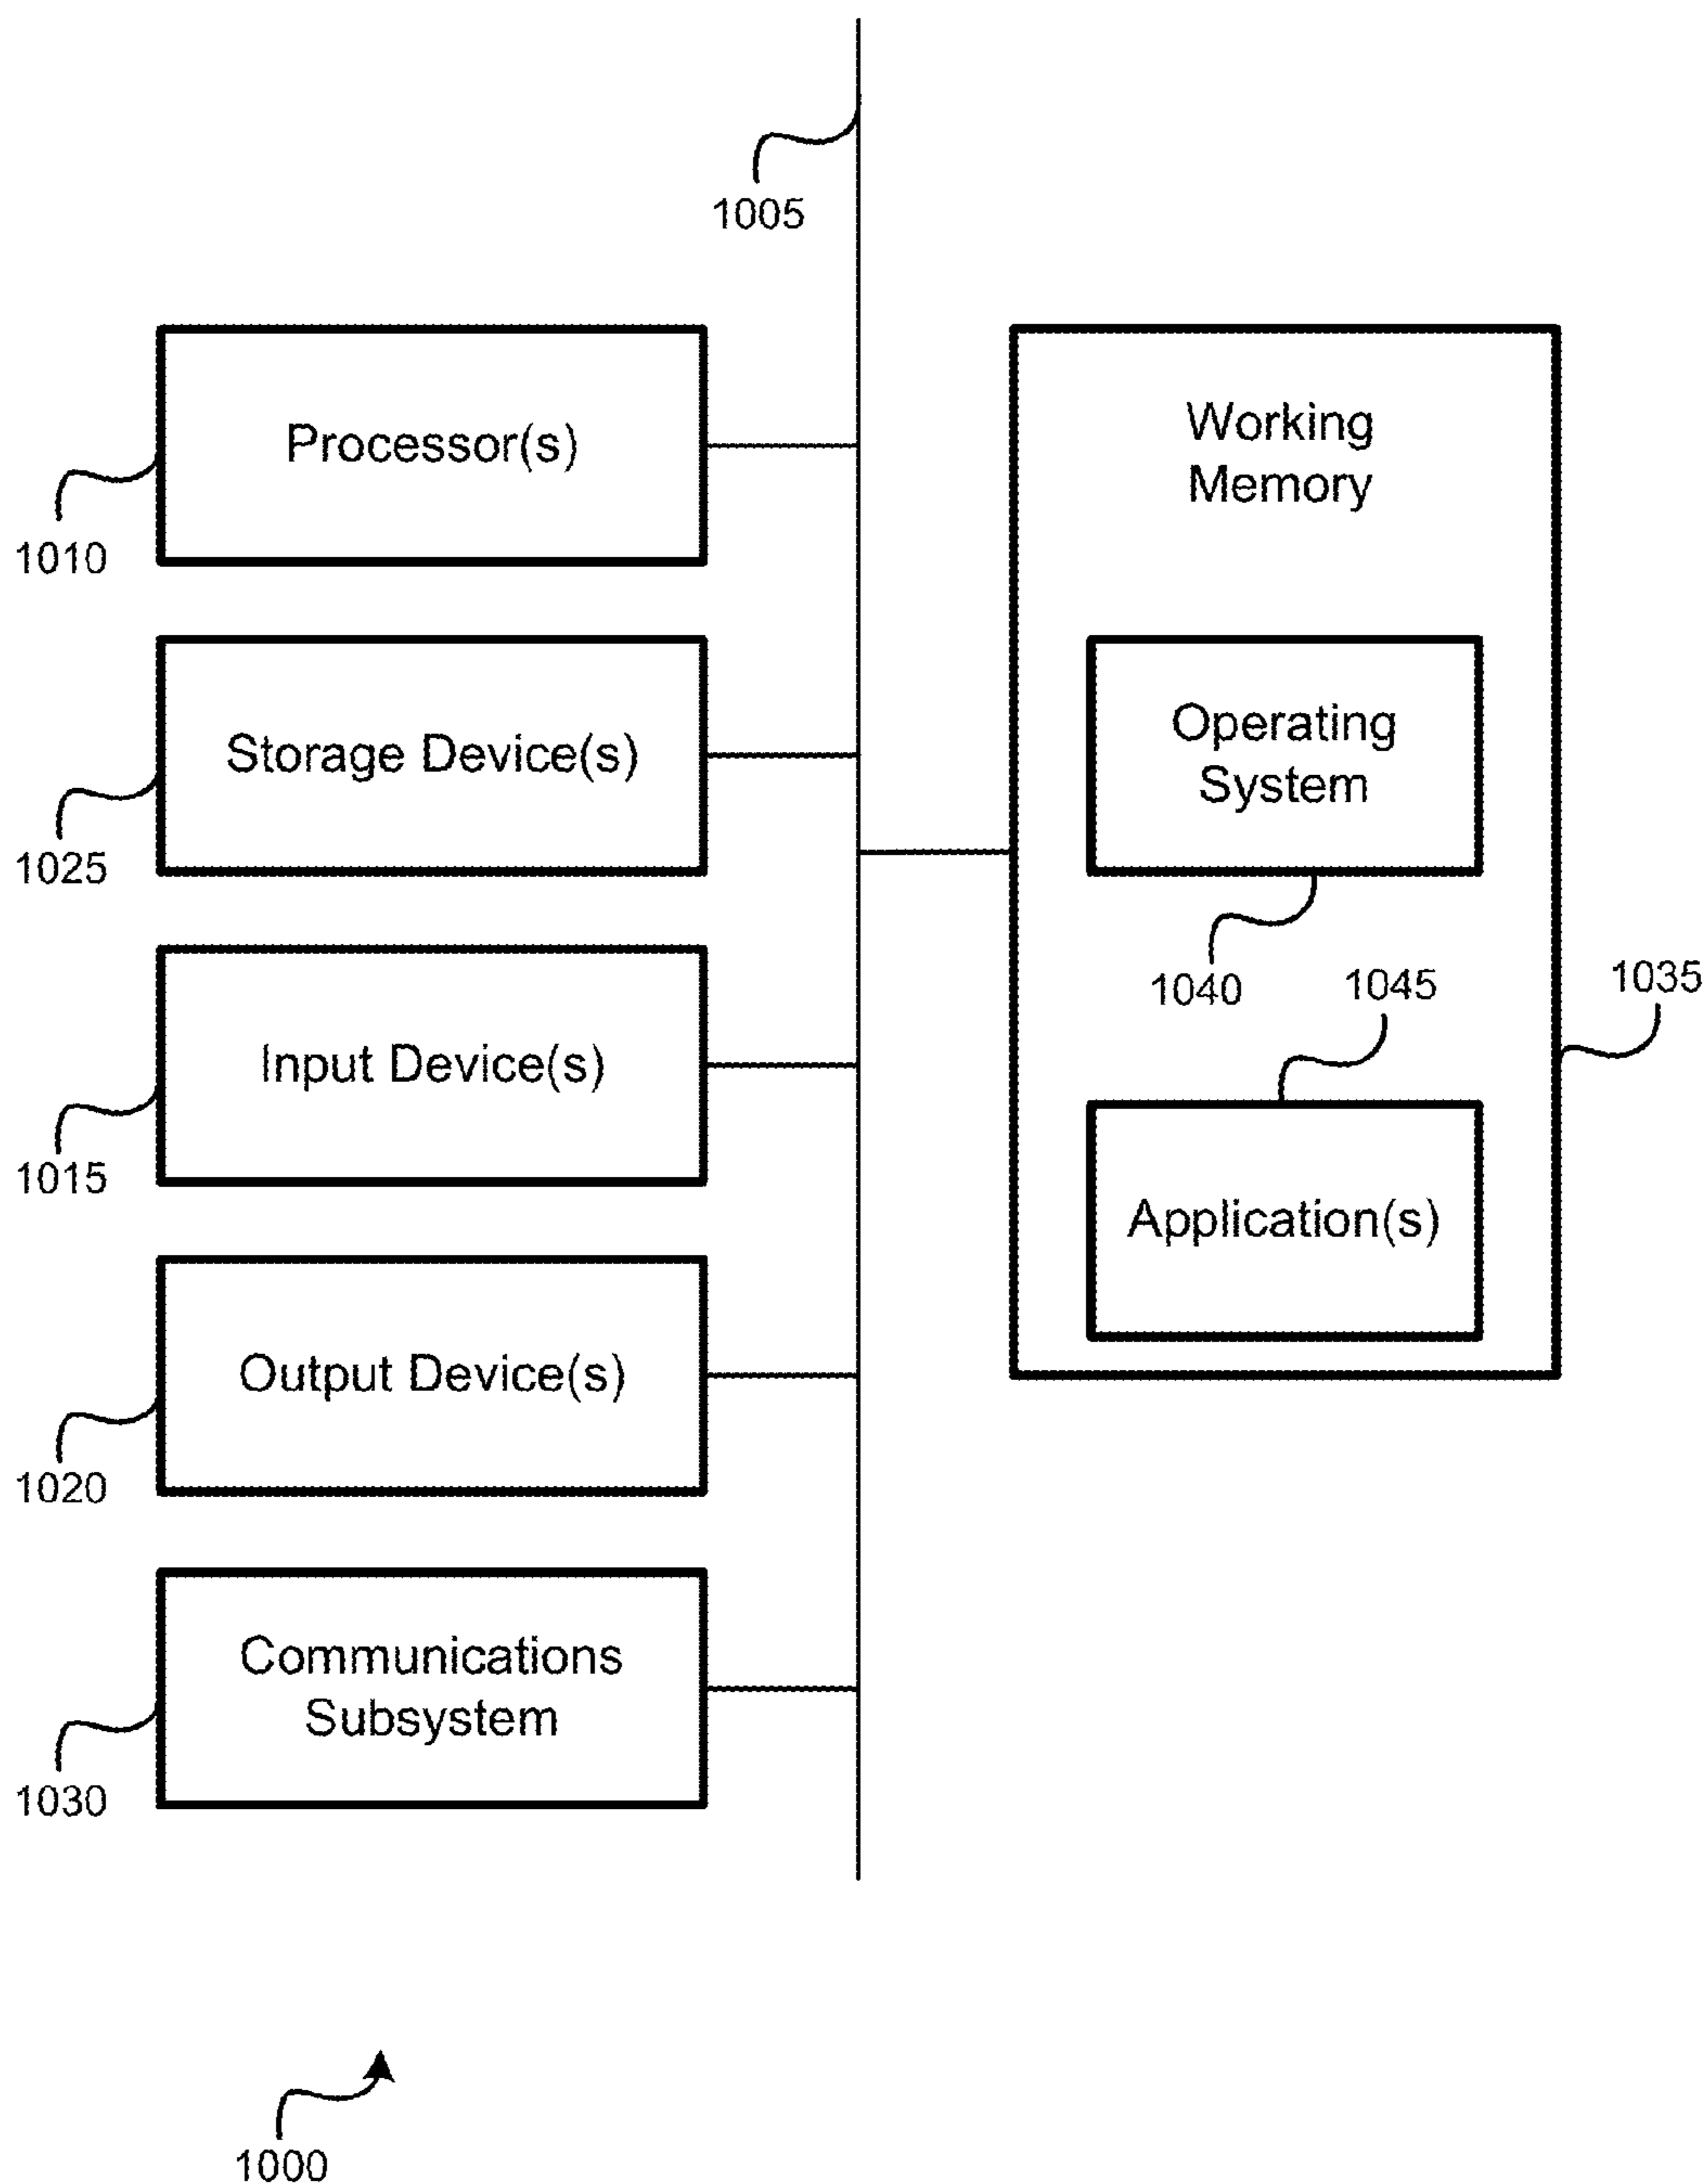 1005
Processor(s)
1010
Storage Device(s)
1025
Input Device(s)
1015
Output Device(s)
1020
Communications
Subsystem
1030
Working
Memory
Operating
System
1040
1045
1035
Application(s)
1000